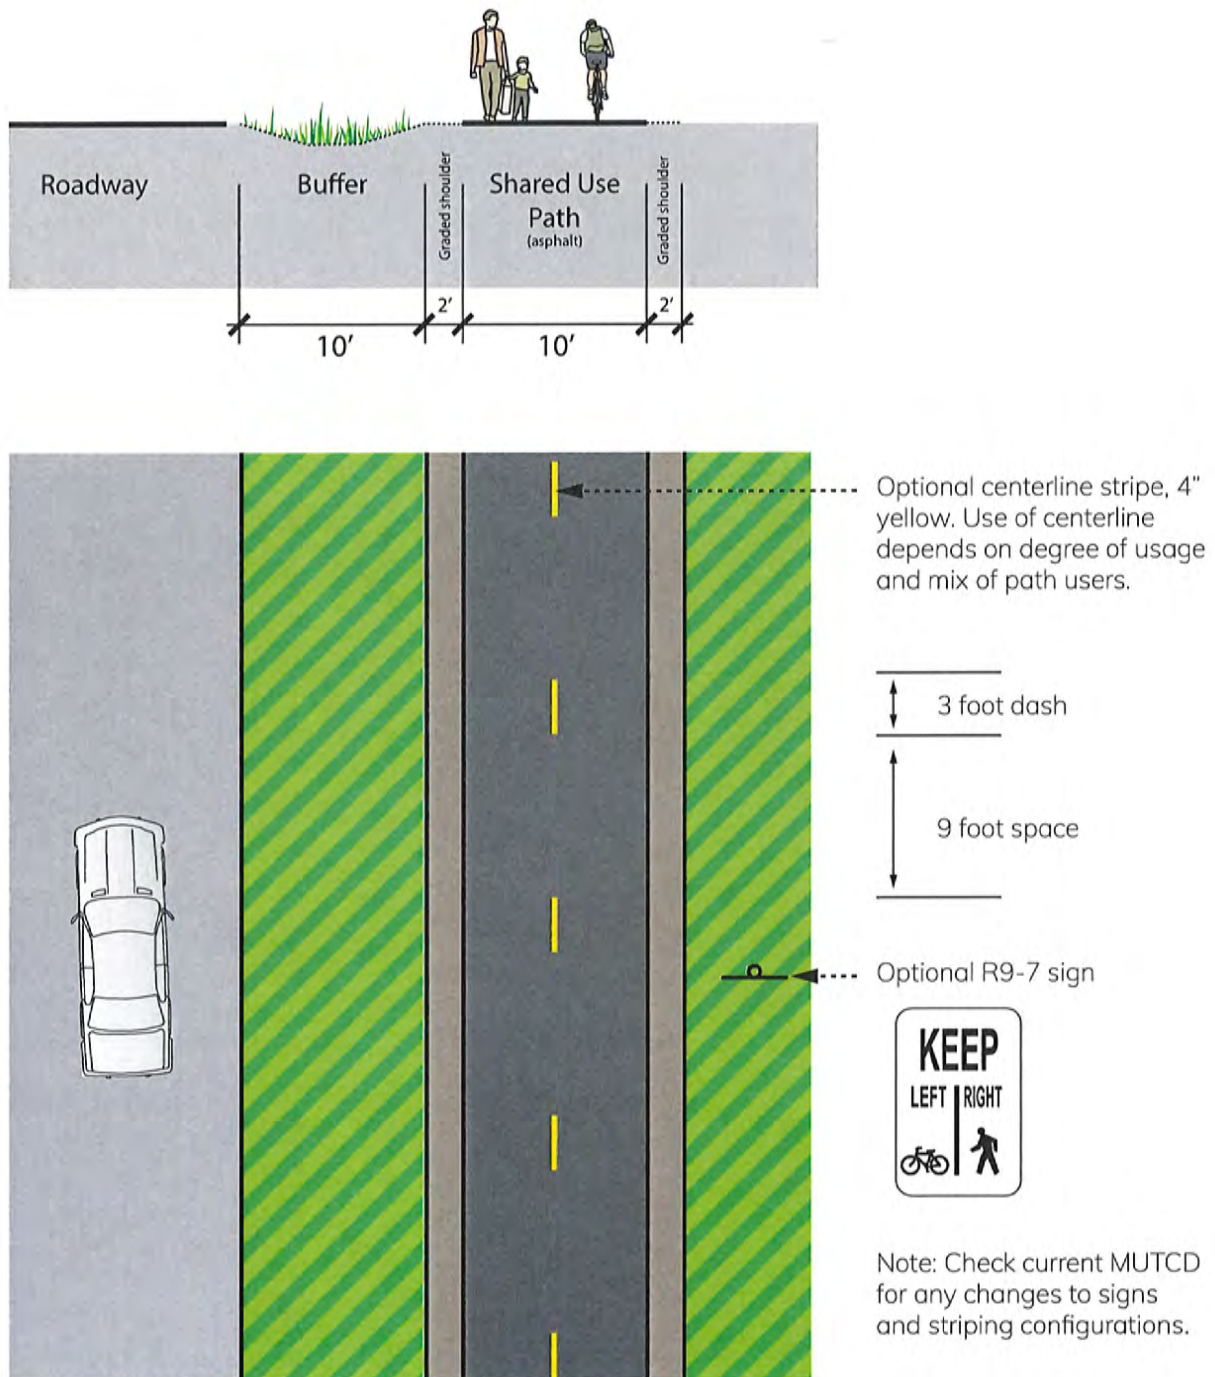 Roadway
Buffer
Graded shoulder
Shared Use
Path
(asphalt)
Graded shoulder
2'
2'
10'
10'
Optional centerline stripe, 4"
yellow. Use of centerline
depends on degree of usage
and mix of path users.
3 foot dash
9 foot space
Optional R9-7 sign
KEEP
LEFT RIGHT
Note: Check current MUTCD
for any changes to signs
and striping configurations.